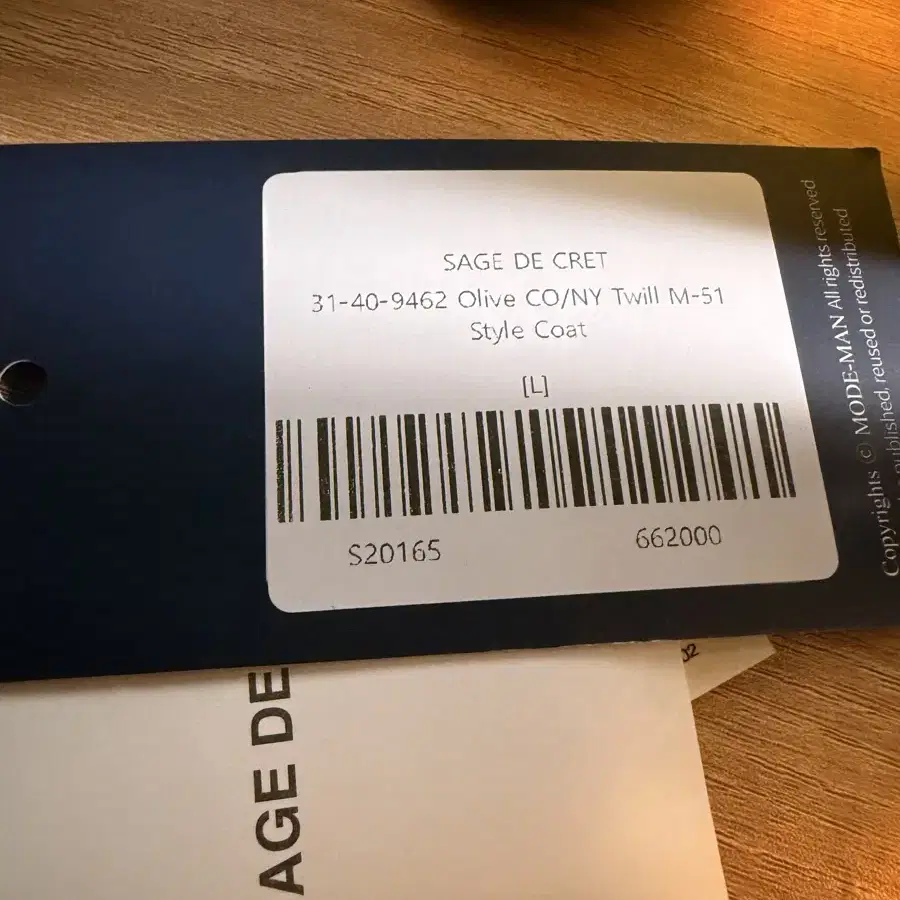 SAGE DE CRET
31-40-9462 Olive CO/NY Twill M-51
Style Coat
[L]
S20165
662000
Copyrights © MODE-MAN All rights reserved
published, reused or redistributed
AGE DE
02